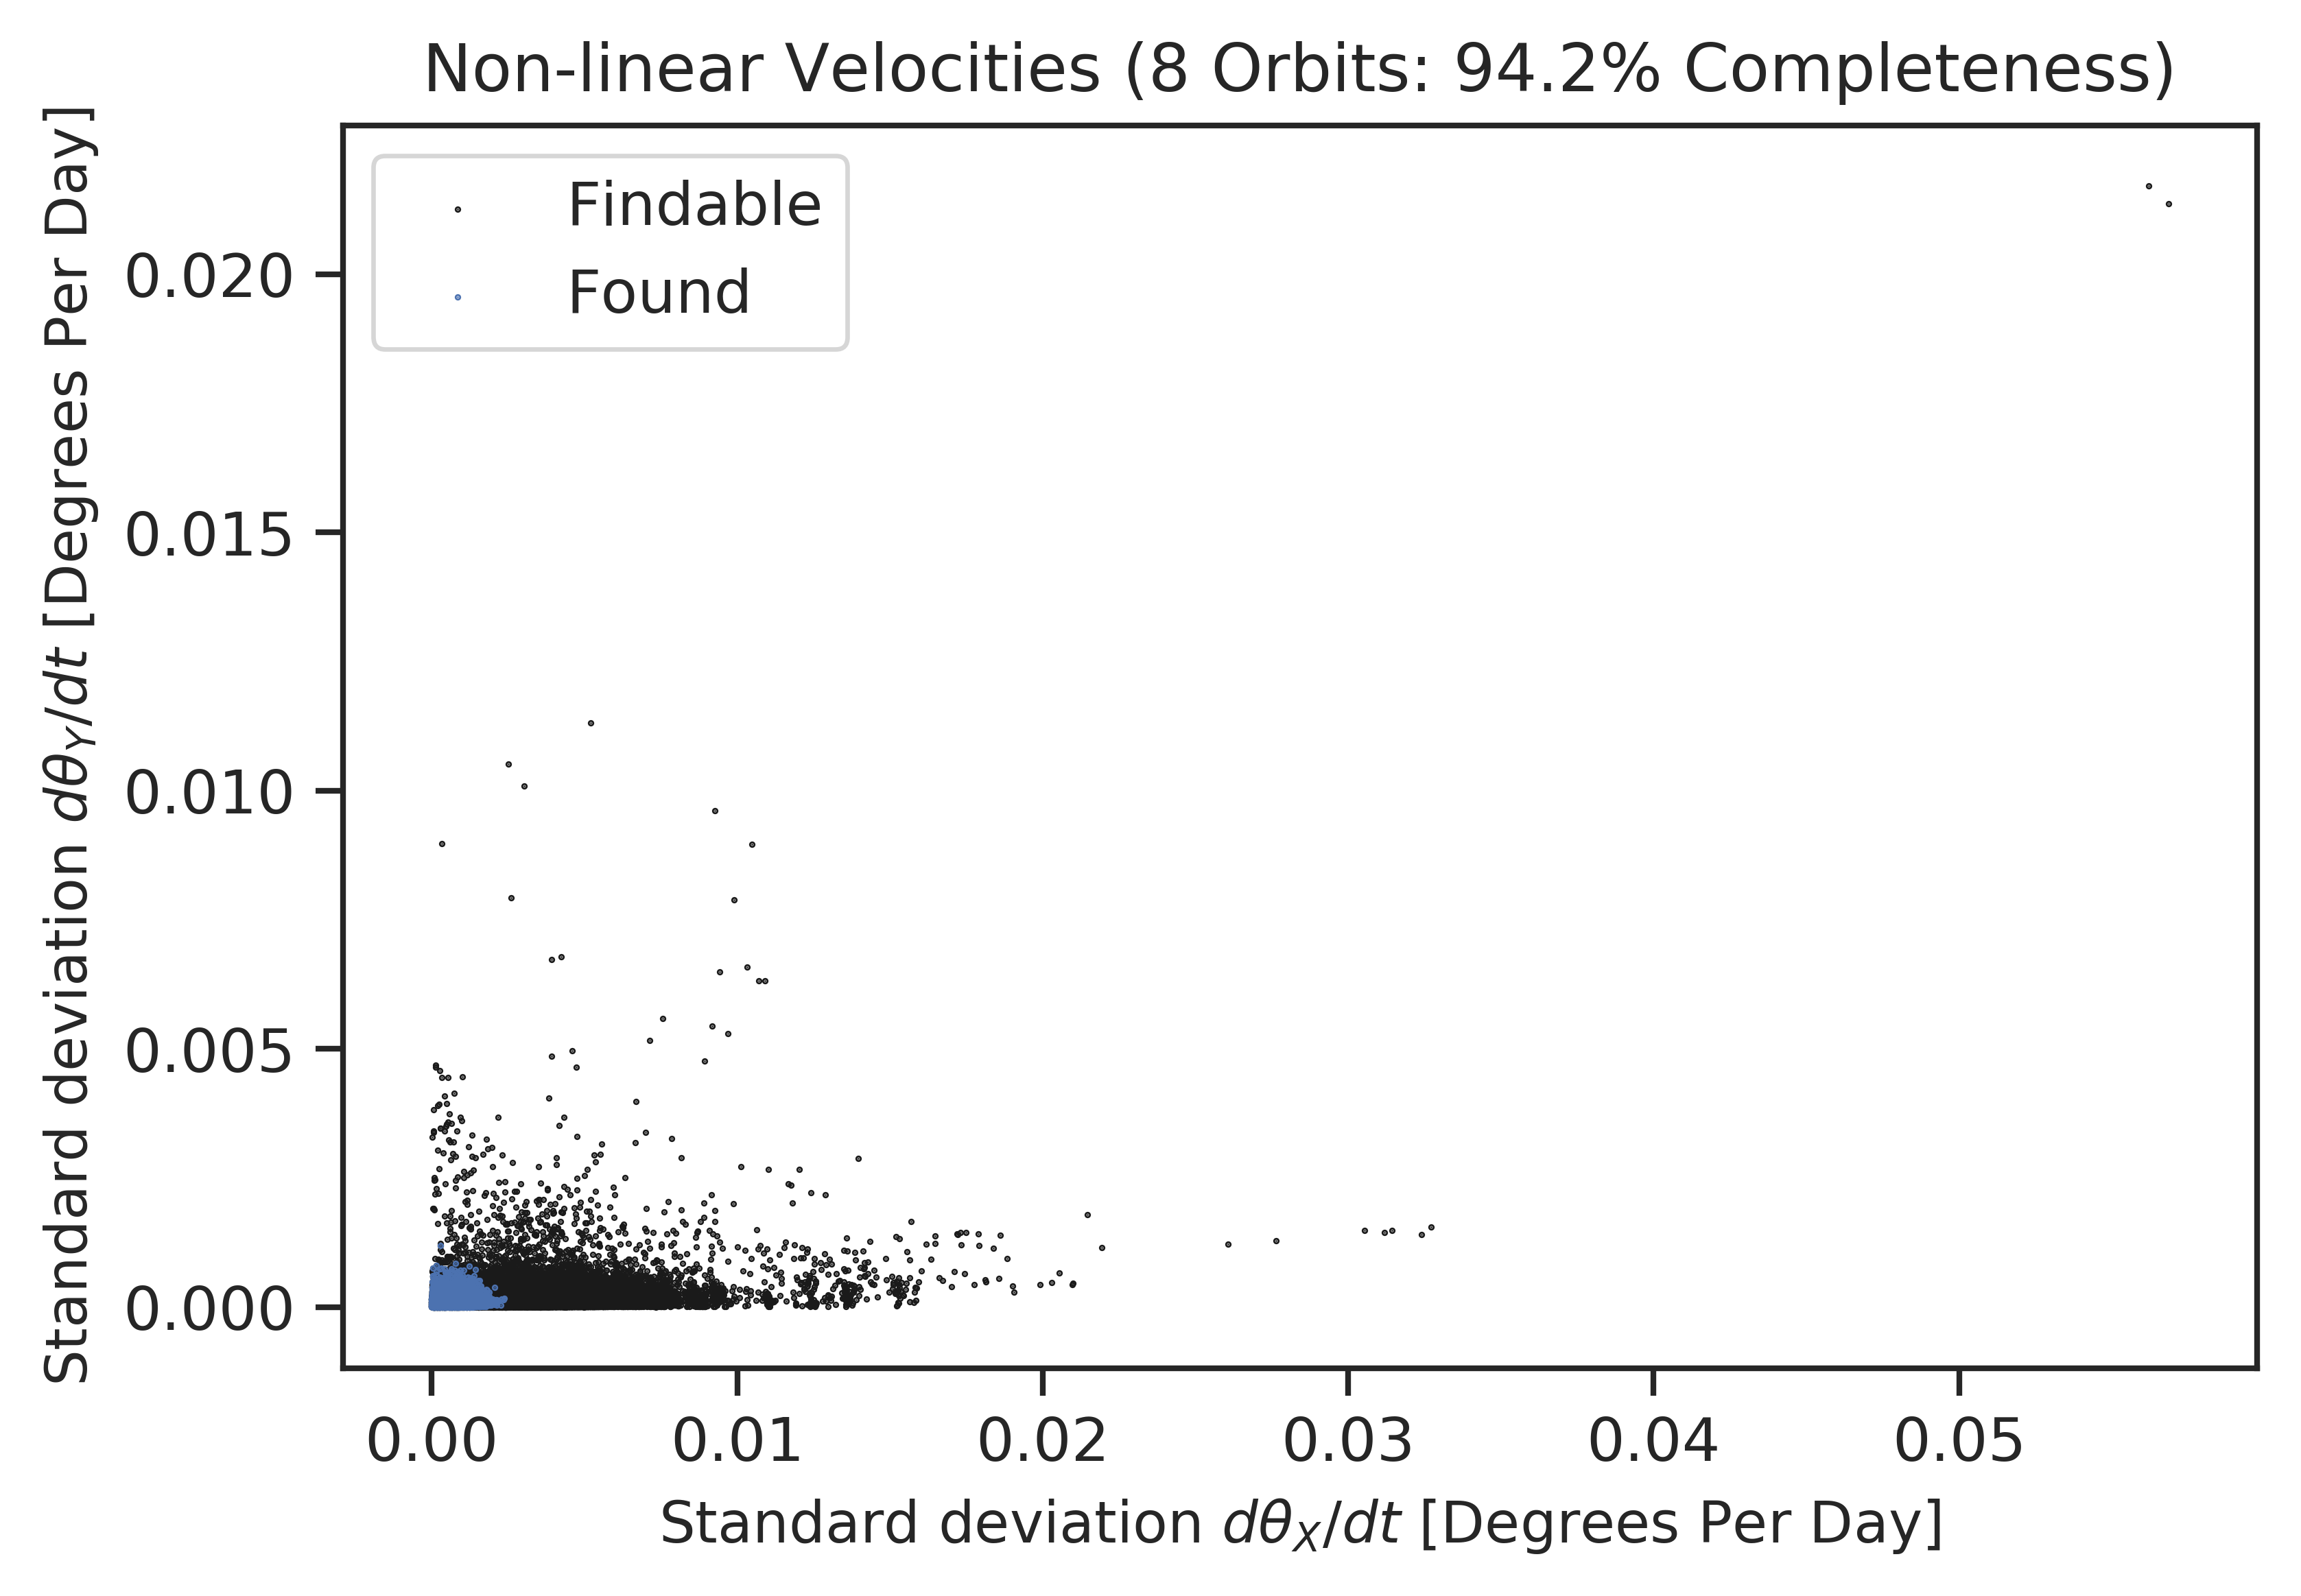 Non-linear Velocities (8 Orbits: 94.2% Completeness)
Standard deviation dθ_Y/dt [Degrees Per Day]
Findable
Found
0.020
0.015
0.010
0.005
0.000
0.00 0.01 0.02 0.03 0.04 0.05
Standard deviation dθ_X/dt [Degrees Per Day]